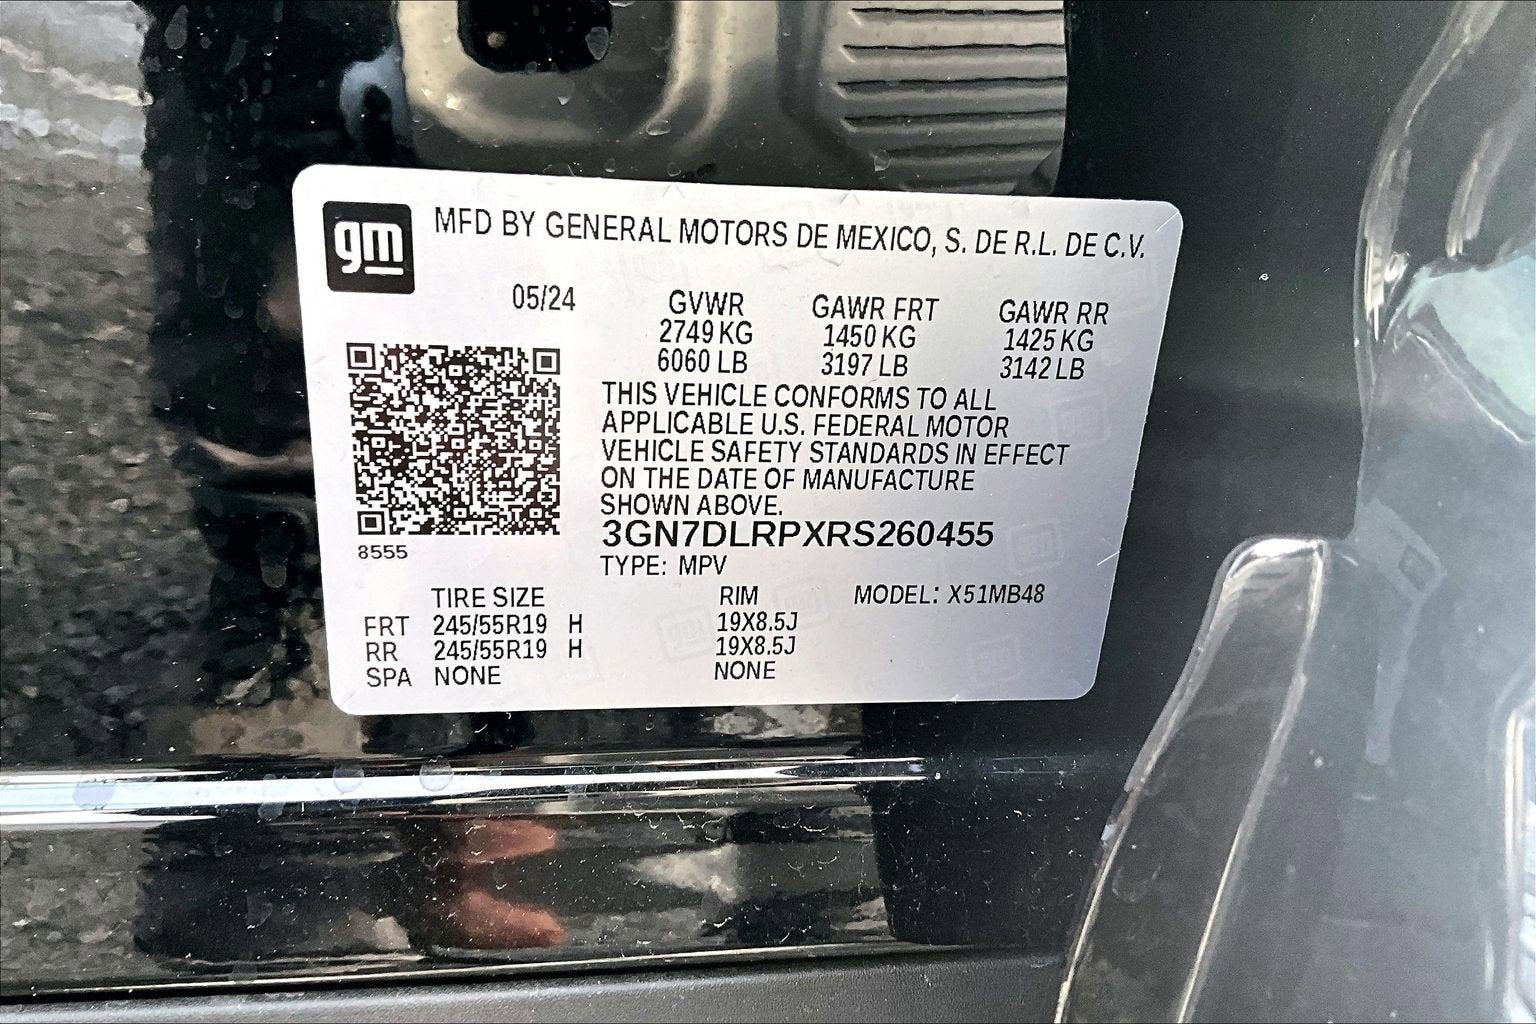 gm
MFD BY GENERAL MOTORS DE MEXICO, S. DE R.L. DE C.V.
05/24 GVWR GAWR FRT GAWR RR
2749 KG 1450 KG 1425 KG
6060 LB 3197 LB 3142 LB
THIS VEHICLE CONFORMS TO ALL
APPLICABLE U.S. FEDERAL MOTOR
VEHICLE SAFETY STANDARDS IN EFFECT
ON THE DATE OF MANUFACTURE
SHOWN ABOVE.
3GN7DLRPXRS260455
8555
TYPE: MPV
TIRE SIZE RIM MODEL: X51MB48
FRT 245/55R19 H 19X8.5J
RR 245/55R19 H 19X8.5J
SPA NONE NONE